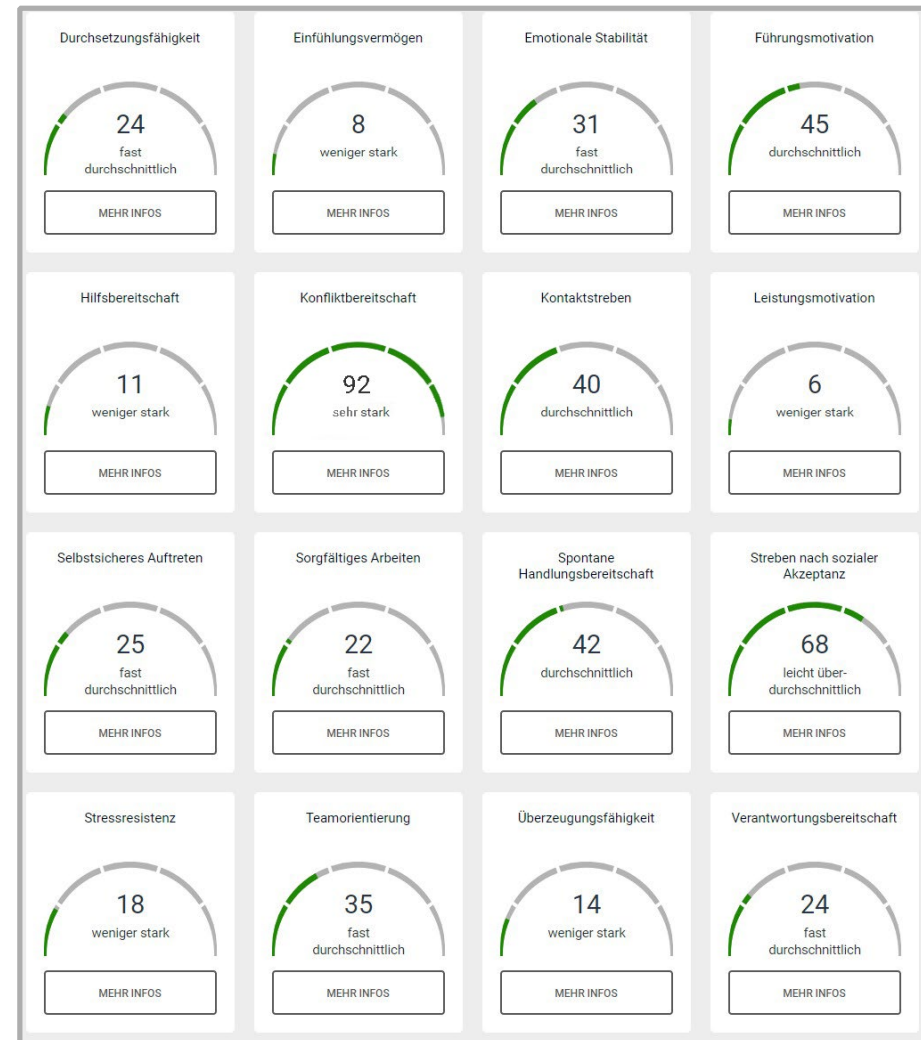 Durchsetzungsfähigkeit
24
fast
durchschnittlich
MEHR INFOS
Einfühlungsvermögen
8
weniger stark
MEHR INFOS
Emotionale Stabilität
31
fast
durchschnittlich
MEHR INFOS
Führungsmotivation
45
durchschnittlich
MEHR INFOS
Hilfsbereitschaft
11
weniger stark
MEHR INFOS
Konfliktbereitschaft
92
sehr stark
MEHR INFOS
Kontaktstreben
40
durchschnittlich
MEHR INFOS
Leistungsmotivation
6
weniger stark
MEHR INFOS
Selbstsicheres Auftreten
25
fast
durchschnittlich
MEHR INFOS
Sorgfältiges Arbeiten
22
fast
durchschnittlich
MEHR INFOS
Spontane
Handlungsbereitschaft
42
durchschnittlich
MEHR INFOS
Streben nach sozialer
Akzeptanz
68
leicht über-
durchschnittlich
MEHR INFOS
Stressresistenz
18
weniger stark
MEHR INFOS
Teamorientierung
35
fast
durchschnittlich
MEHR INFOS
Überzeugungsfähigkeit
14
weniger stark
MEHR INFOS
Verantwortungsbereitschaft
24
fast
durchschnittlich
MEHR INFOS